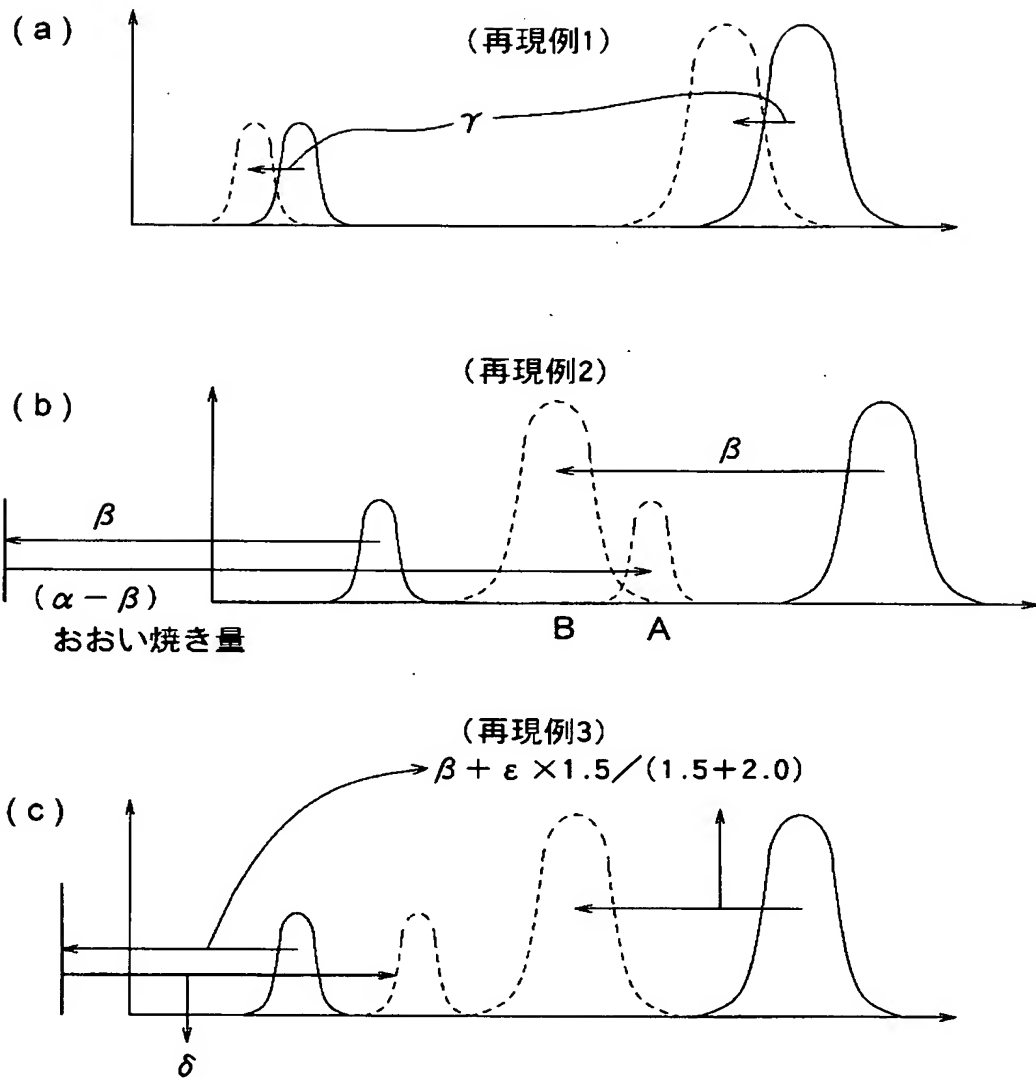 (a)
(再現例1)
γ
(b)
(再現例2)
β
β
(α−β)
おおい焼き量
B
A
(再現例3)
β+ε×1.5/(1.5+2.0)
(c)
δ